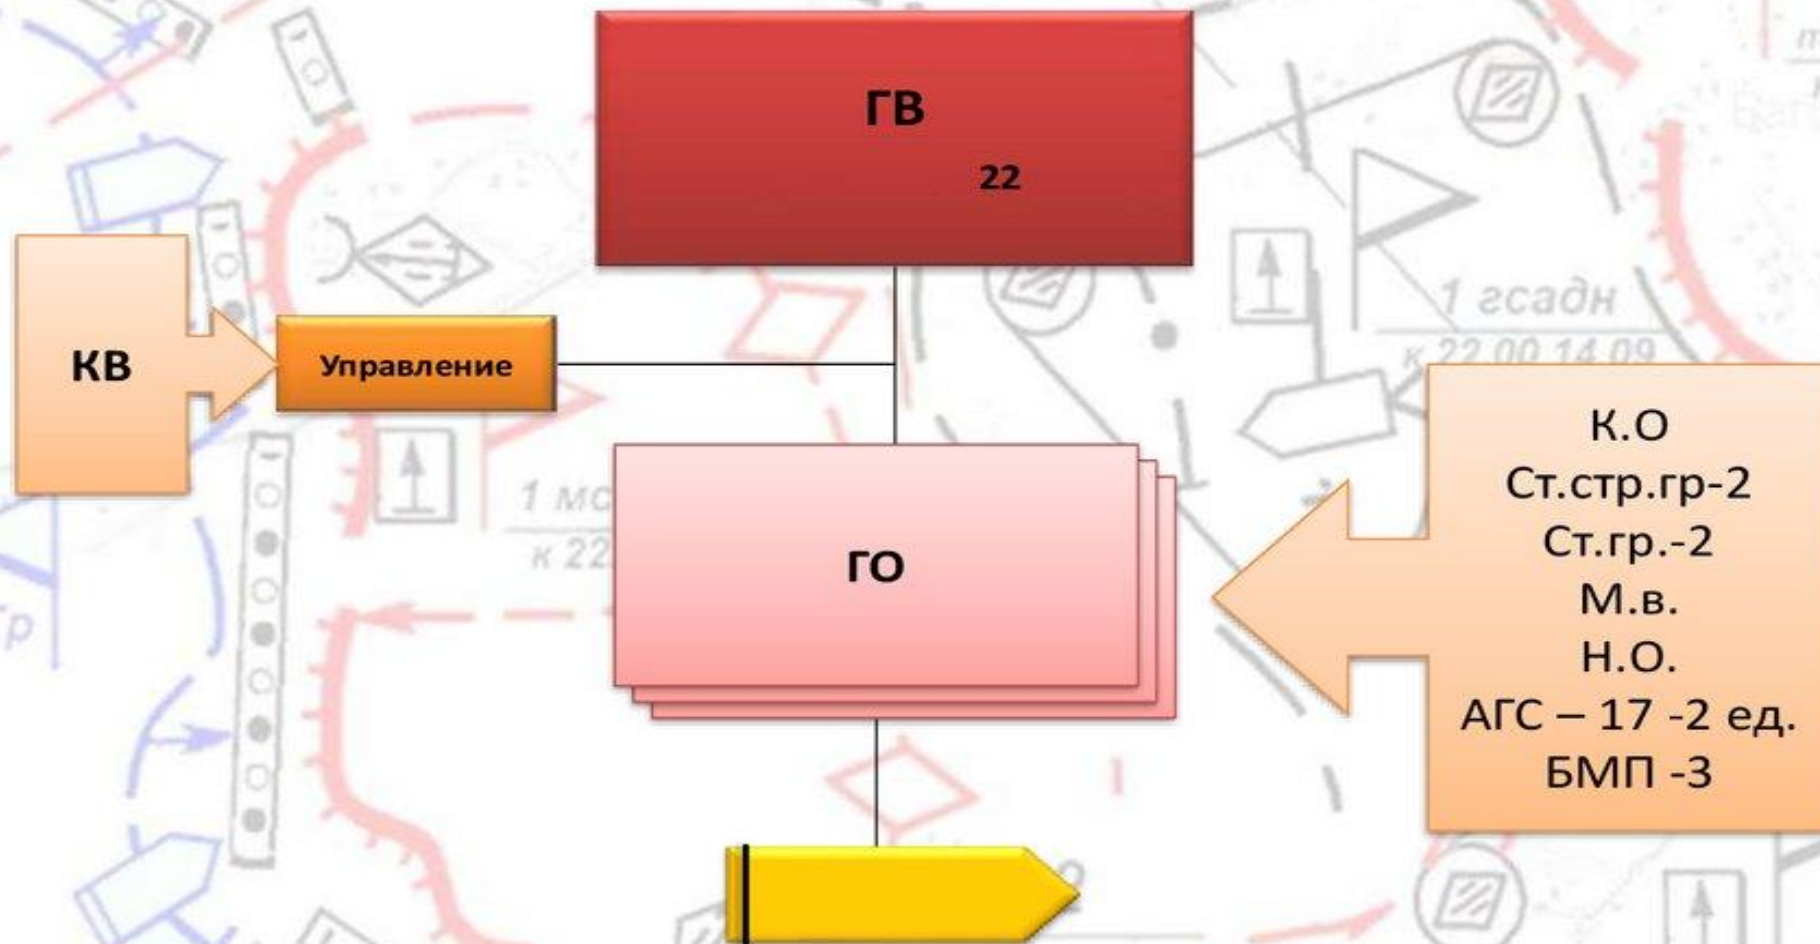 ГВ
22
КВ
Управление
1 гсадн
к 22.00 14.09
К.О
Ст.стр.гр-2
Ст.гр.-2
М.в.
Н.О.
АГС – 17 -2 ед.
БМП -3
1 мс
к 22
ГО